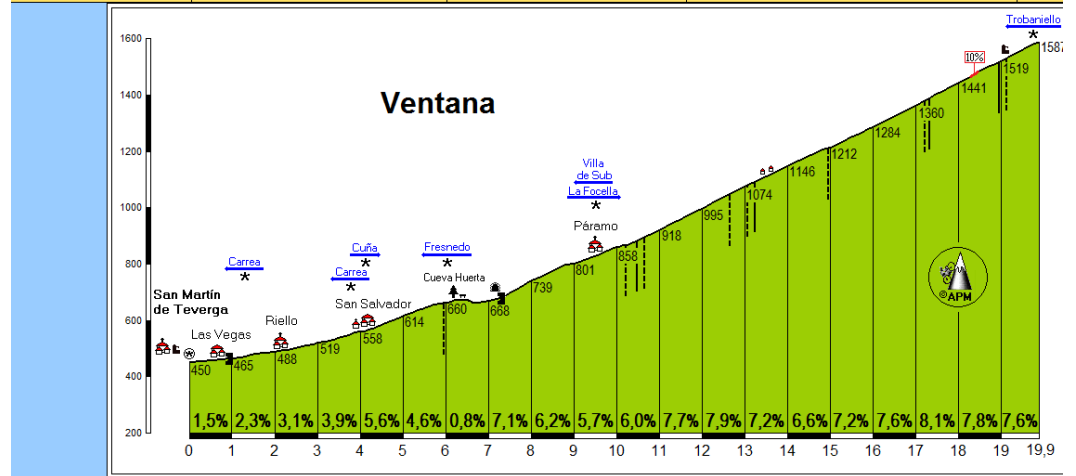 Ventana
Trobaniello
1600
1400
1200
1000
800
600
400
200
10%
Villa
de Sub
La Focella
Páramo
Cuña
Carrea
Fresnedo
Cueva Huerta
Carrea
San Martín
de Teverga
Las Vegas
Riello
San Salvador
450
465
488
519
558
614
660
668
739
801
858
918
995
1074
1146
1212
1284
1360
1441
1519
1587
©APM
1,5% 2,3% 3,1% 3,9% 5,6% 4,6% 0,8% 7,1% 6,2% 5,7% 6,0% 7,7% 7,9% 7,2% 6,6% 7,2% 7,6% 8,1% 7,8% 7,6%
0 1 2 3 4 5 6 7 8 9 10 11 12 13 14 15 16 17 18 19 19,9